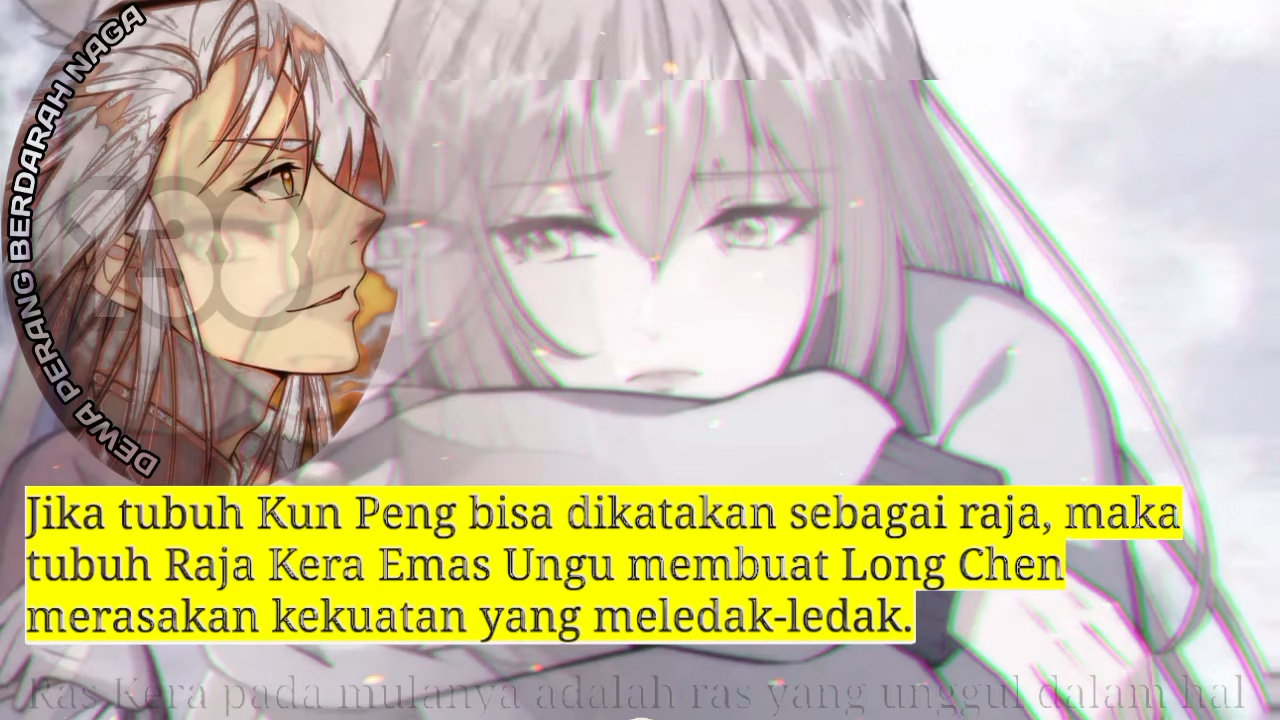 DEWA PERANG BERDARAH NAGA
Jika tubuh Kun Peng bisa dikatakan sebagai raja, maka
tubuh Raja Kera Emas Ungu membuat Long Chen
merasakan kekuatan yang meledak-ledak.
Ras Kera pada mulanya adalah ras yang unggul dalam hal